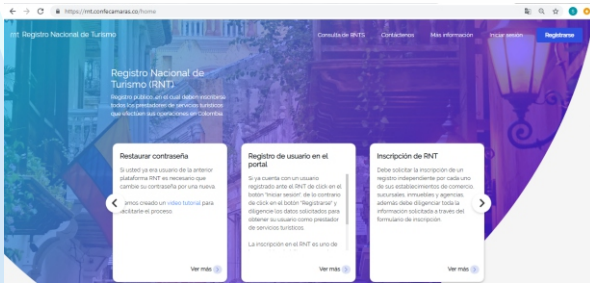 https://rnt.confecamaras.co/home
rnt Registro Nacional de Turismo
Consulta de RNTS
Contáctenos
Más información
Iniciar sesión
Registrarse
Registro Nacional de
Turismo (RNT)
Registro público, en el cual deben inscribirse
todos los prestadores de servicios turísticos
que efectúen sus operaciones en Colombia
Restaurar contraseña
Si usted ya era usuario de la anterior
plataforma RNT es necesario que
cambie su contraseña por una nueva.
creado un video tutorial para
facilitarle el proceso.
Ver más
Registro de usuario en el
portal
Si ya cuenta con un usuario
registrado ante el RNT de click en el
botón "Iniciar sesión", de lo contrario
de click en el botón "Registrarse" y
diligencie los datos solicitados para
obtener su usuario como prestador
de servicios turísticos.
La inscripción en el RNT es uno de
Ver más
Inscripción de RNT
Debe solicitar la inscripción de un
registro independiente por cada uno
de sus establecimientos de comercio,
sucursales, inmuebles y agencias,
además debe diligenciar toda la
información solicitada a través del
formulario de inscripción
Ver más